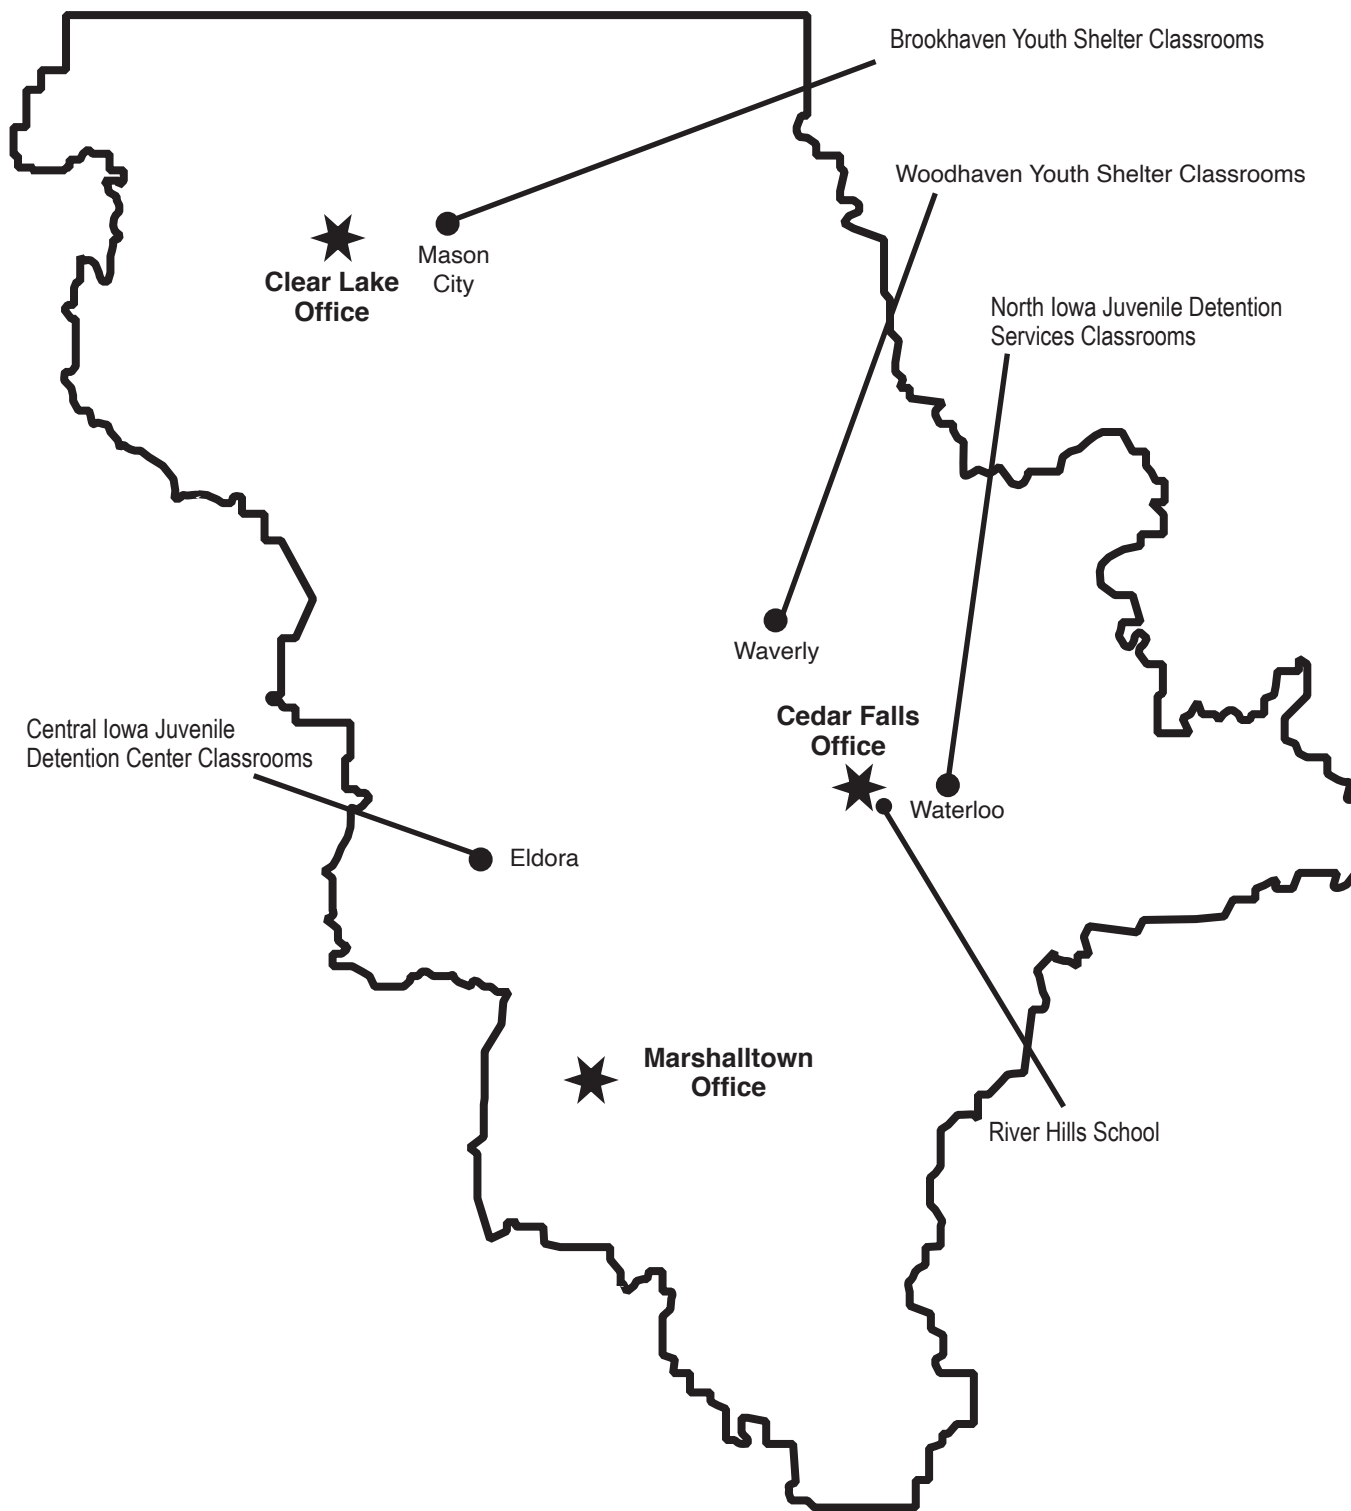 Brookhaven Youth Shelter Classrooms
Woodhaven Youth Shelter Classrooms
Mason
City
Clear Lake
Office
North Iowa Juvenile Detention
Services Classrooms
Waverly
Cedar Falls
Office
Central Iowa Juvenile
Detention Center Classrooms
Waterloo
Eldora
Marshalltown
Office
River Hills School